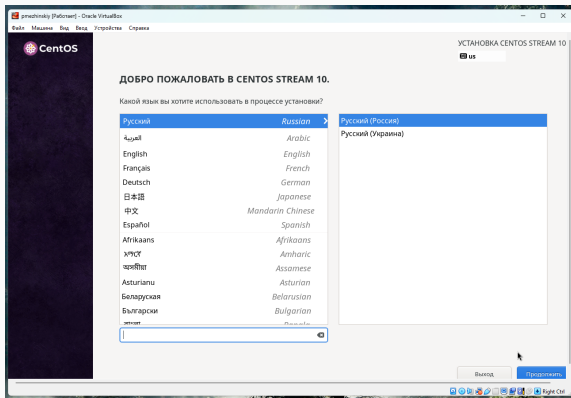 pmezhinskiy [Работает] - Oracle VirtualBox
Файл Машина Вид Ввод Устройства Справка
CentOS
УСТАНОВКА CENTOS STREAM 10
us
ДОБРО ПОЖАЛОВАТЬ В CENTOS STREAM 10.
Какой язык вы хотите использовать в процессе установки?
Русский Russian
العربية Arabic
English English
Français French
Deutsch German
日本語 Japanese
中文 Mandarin Chinese
Español Spanish
Afrikaans Afrikaans
አማርኛ Amharic
অসমীয়া Assamese
Asturianu Asturian
Беларуская Belarusian
Български Bulgarian
Русский (Россия)
Русский (Украина)
Выход
Продолжить
Right Ctrl